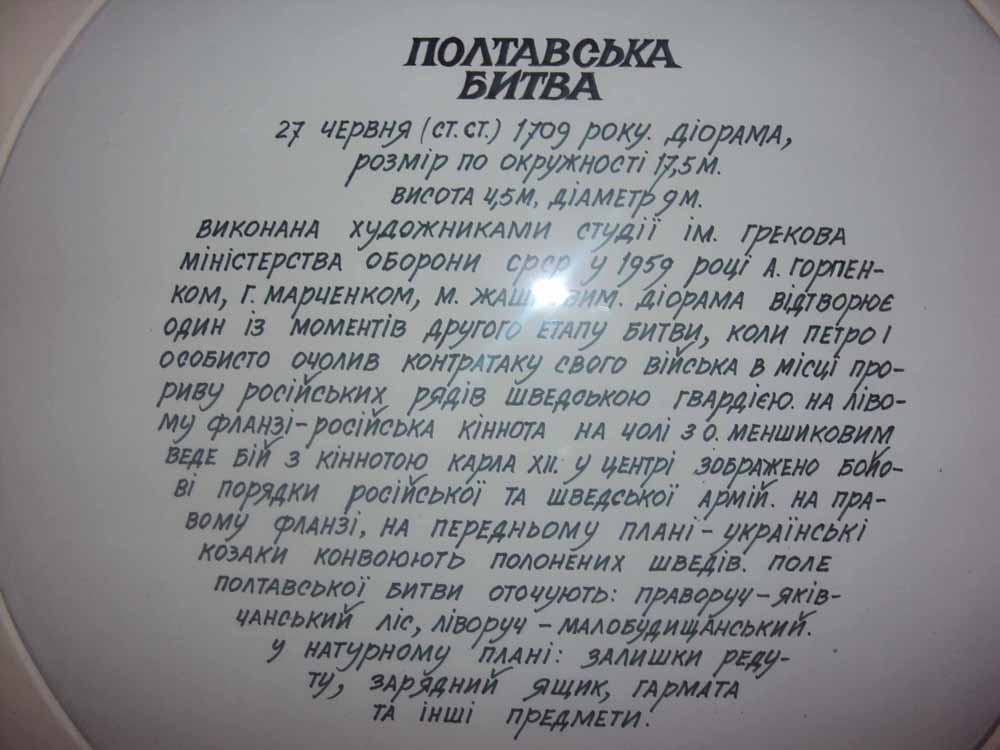 ПОЛТАВСЬКА
БИТВА
27 ЧЕРВНЯ (СТ.СТ.) 1709 РОКУ. ДІОРАМА,
РОЗМІР ПО ОКРУЖНОСТІ 17,5М.
ВИСОТА 4,5М, ДІАМЕТР 9М.
ВИКОНАНА ХУДОЖНИКАМИ СТУДІЇ ІМ. ГРЕКОВА
МІНІСТЕРСТВА ОБОРОНИ СРСР У 1959 РОЦІ А. ГОРПЕН-
КОМ, Г. МАРЧЕНКОМ, М. ДІОРАМА ВІДТВОРЮЄ
ОДИН ІЗ МОМЕНТІВ ДРУГОГО ЕТАПУ БИТВИ, КОЛИ ПЕТРО І
ОСОБИСТО ОЧОЛИВ КОНТРАТАКУ СВОГО ВІЙСЬКА В МІСЦІ ПРО-
РИВУ РОСІЙСЬКИХ РЯДІВ ШВЕДСЬКОЮ ГВАРДІЄЮ. НА ЛІВО-
МУ ФЛАНЗІ-РОСІЙСЬКА КІННОТА НА ЧОЛІ З О. МЕНШИКОВИМ
ВЕДЕ БІЙ З КІННОТОЮ КАРЛА XII. У ЦЕНТРІ ЗОБРАЖЕНО БОЙО-
ВІ ПОРЯДКИ РОСІЙСЬКОЇ ТА ШВЕДСЬКОЇ АРМІЙ. НА ПРА-
ВОМУ ФЛАНЗІ, НА ПЕРЕДНЬОМУ ПЛАНІ - УКРАЇНСЬКІ
КОЗАКИ КОНВОЮЮТЬ ПОЛОНЕНИХ ШВЕДІВ. ПОЛЕ
ПОЛТАВСЬКОЇ БИТВИ ОТОЧУЮТЬ: ПРАВОРУЧ-ЯКІВ-
ЧАНСЬКИЙ ЛІС, ЛІВОРУЧ - МАЛОБУДИЩАНСЬКИЙ.
У НАТУРНОМУ ПЛАНІ: ЗАЛИШКИ РЕДУ-
ТУ, ЗАРЯДНИЙ ЯЩИК, ГАРМАТА
ТА ІНШІ ПРЕДМЕТИ.